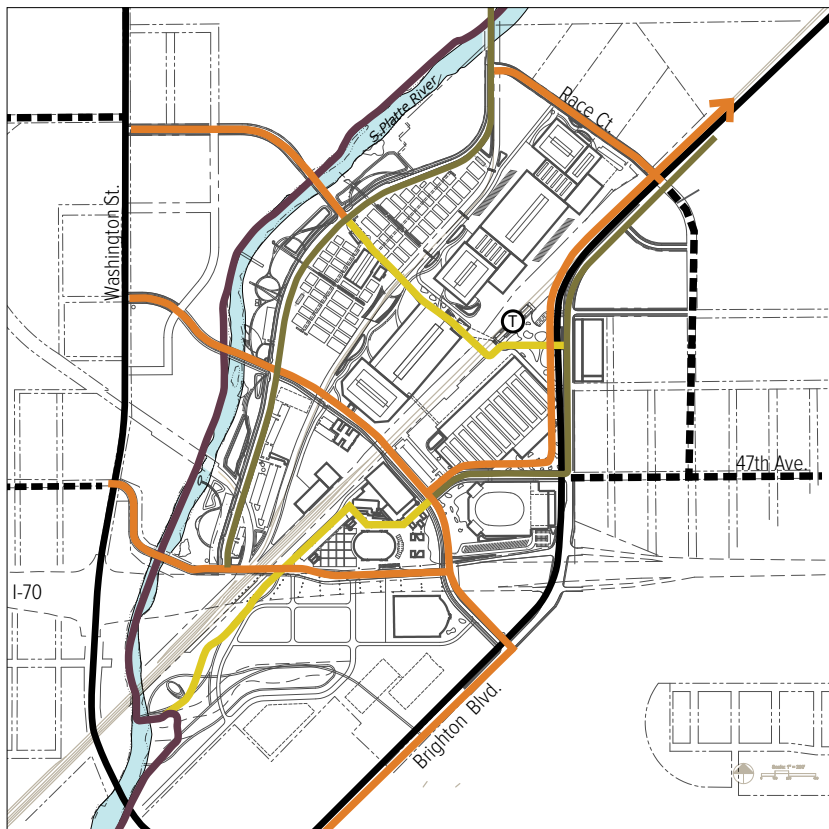 Race Ct.
S.Platte River
Washington St.
T
47th Ave.
I-70
Brighton Blvd.